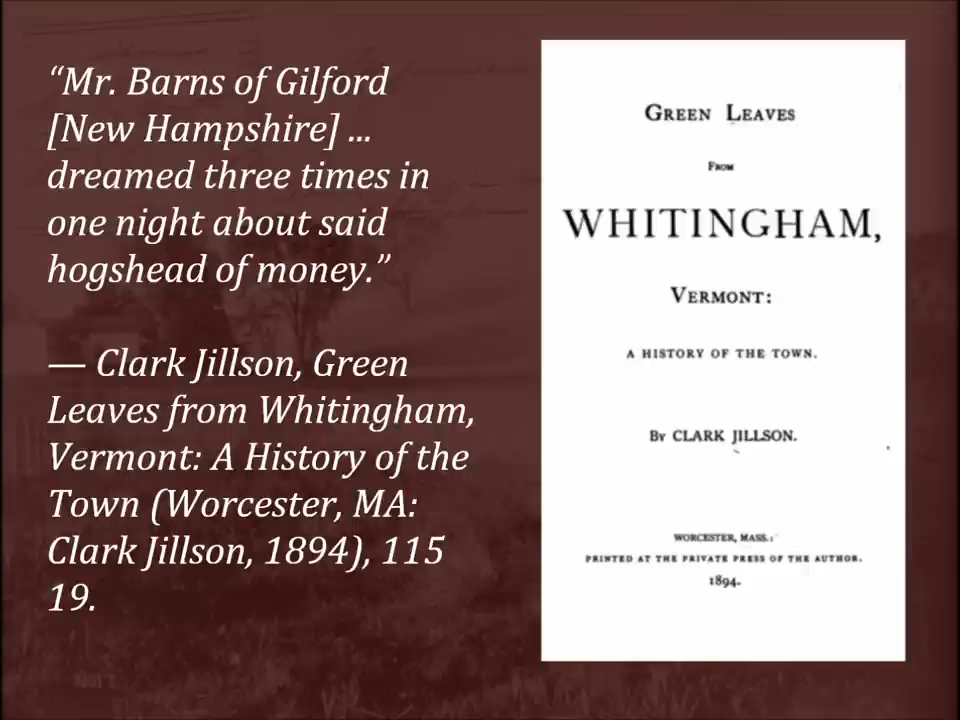 “Mr. Barns of Gilford
[New Hampshire] ...
dreamed three times in
one night about said
hogshead of money.”
— Clark Jillson, Green
Leaves from Whitingham,
Vermont: A History of the
Town (Worcester, MA:
Clark Jillson, 1894), 115
19.
GREEN LEAVES
FROM
WHITINGHAM,
VERMONT:
A HISTORY OF THE TOWN.
By CLARK JILLSON.
WORCESTER, MASS.:
PRINTED AT THE PRIVATE PRESS OF THE AUTHOR.
1894.